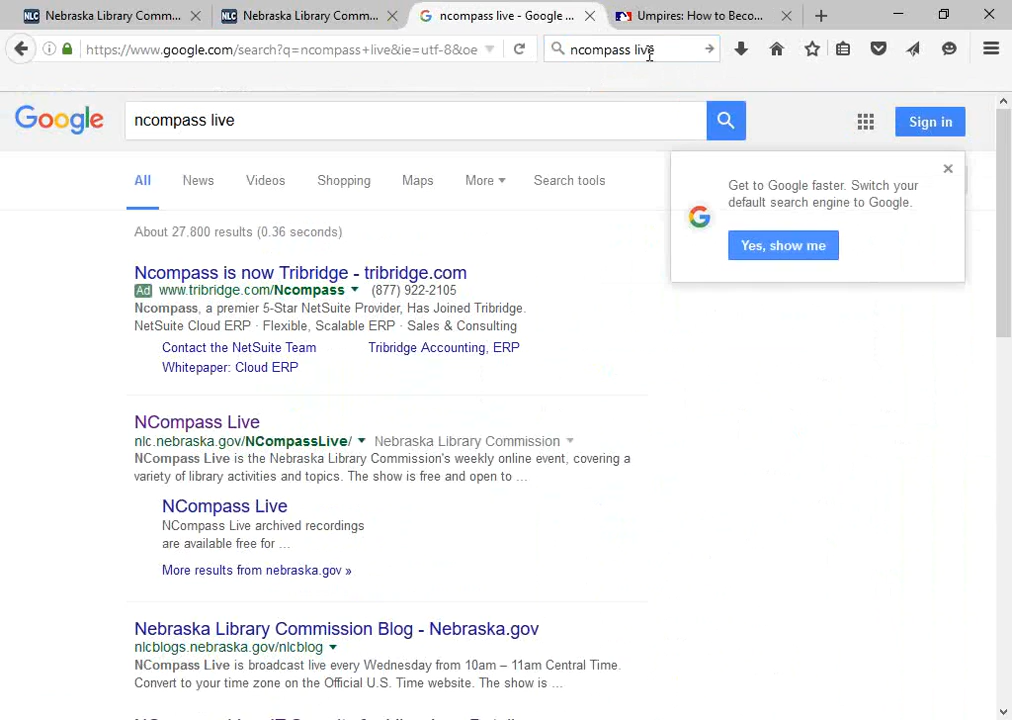 NLC Nebraska Library Comm... NLC Nebraska Library Comm... ncompass live - Google ... Umpires: How to Beco...
https://www.google.com/search?q=ncompass+live&ie=utf-8&oe ncompass live
Google ncompass live Sign in
All News Videos Shopping Maps More Search tools
Get to Google faster. Switch your
default search engine to Google.
Yes, show me
About 27,800 results (0.36 seconds)
Ncompass is now Tribridge - tribridge.com
Ad www.tribridge.com/Ncompass (877) 922-2105
Ncompass, a premier 5-Star NetSuite Provider, Has Joined Tribridge.
NetSuite Cloud ERP · Flexible, Scalable ERP · Sales & Consulting
Contact the NetSuite Team Tribridge Accounting, ERP
Whitepaper: Cloud ERP
NCompass Live
nlc.nebraska.gov/NCompassLive/ Nebraska Library Commission
NCompass Live is the Nebraska Library Commission's weekly online event, covering a
variety of library activities and topics. The show is free and open to ...
NCompass Live
NCompass Live archived recordings
are available free for ...
More results from nebraska.gov »
Nebraska Library Commission Blog - Nebraska.gov
nlcblogs.nebraska.gov/nlcblog
NCompass Live is broadcast live every Wednesday from 10am – 11am Central Time.
Convert to your time zone on the Official U.S. Time website. The show is ...